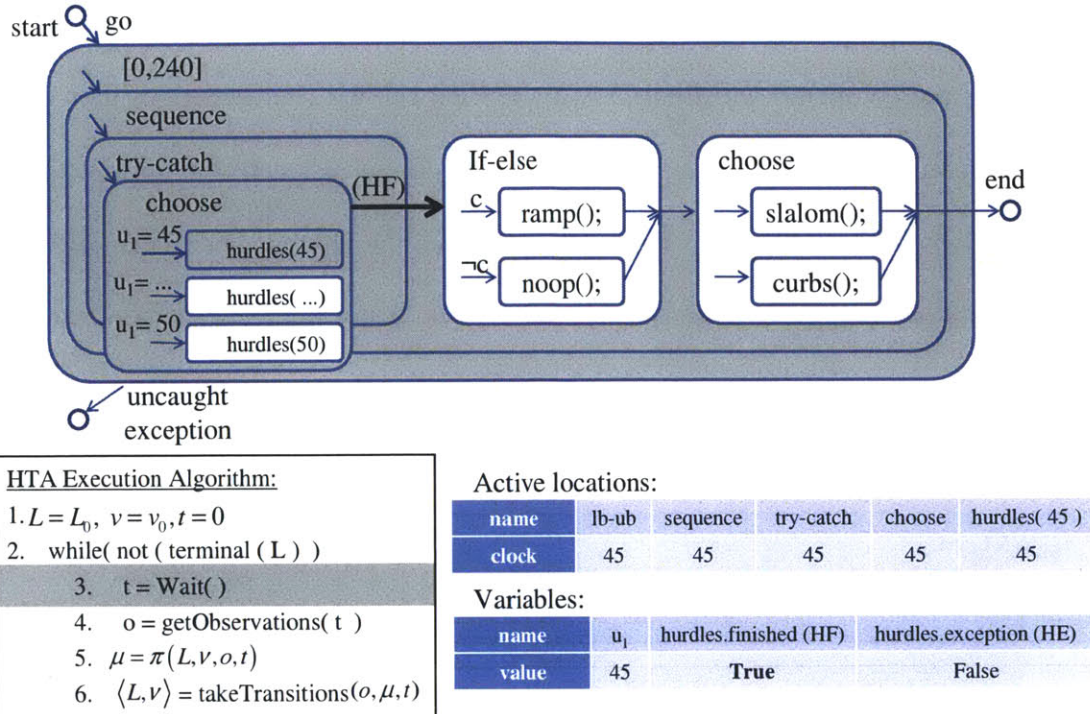 start go
[0,240]
sequence
try-catch
(HF)
choose
u₁= 45
hurdles(45)
u₁= ...
hurdles( ...)
u₁= 50
hurdles(50)
If-else
c
ramp();
¬c
noop();
choose
slalom();
curbs();
end
uncaught
exception
HTA Execution Algorithm:
1. L = L₀, ν = ν₀, t = 0
2. while( not ( terminal ( L ) )
3. t = Wait( )
4. o = getObservations( t )
5. μ = π(L,ν,o,t)
6. ⟨L,ν⟩ = takeTransitions(o,μ,t)
Active locations:
name lb-ub sequence try-catch choose hurdles( 45 )
clock 45 45 45 45 45
Variables:
name u₁ hurdles.finished (HF) hurdles.exception (HE)
value 45 True False